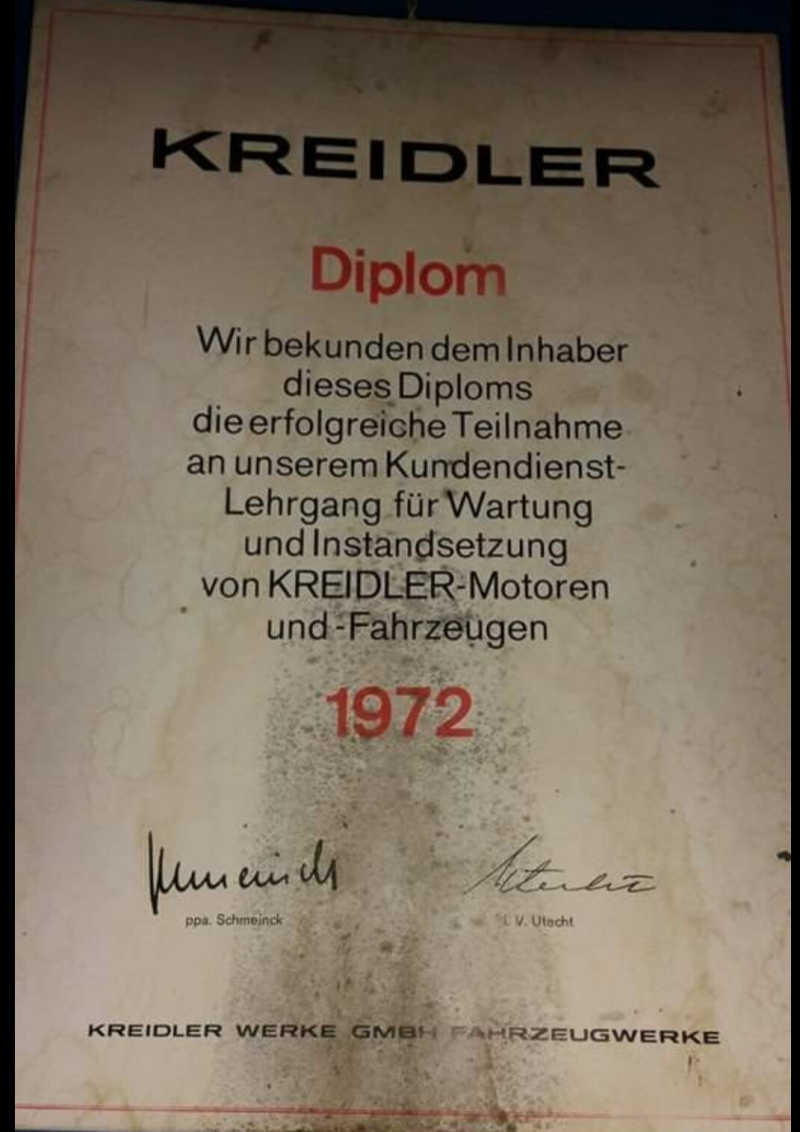 KREIDLER
Diplom
Wir bekunden dem Inhaber
dieses Diploms
die erfolgreiche Teilnahme
an unserem Kundendienst-
Lehrgang für Wartung
und Instandsetzung
von KREIDLER-Motoren
und -Fahrzeugen
1972
ppa. Schmeinck
I. V. Utecht
KREIDLER WERKE GMBH FAHRZEUGWERKE